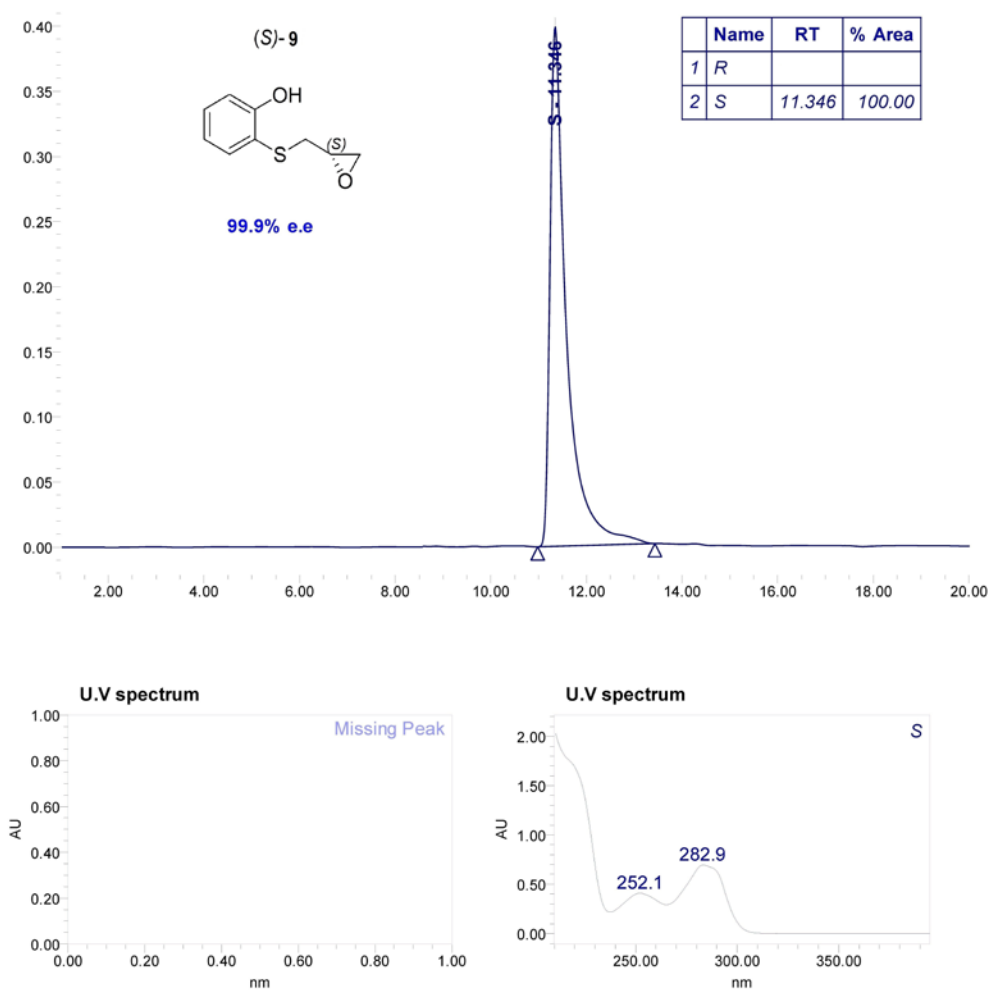 (S)-9
OH
S
(S)
O
99.9% e.e
Name RT % Area
1 R
2 S 11.346 100.00
S - 11.346
0.40
0.35
0.30
0.25
0.20
0.15
0.10
0.05
0.00
2.00 4.00 6.00 8.00 10.00 12.00 14.00 16.00 18.00 20.00
U.V spectrum
Missing Peak
1.00
0.80
0.60
0.40
0.20
0.00
AU
0.00 0.20 0.40 0.60 0.80 1.00
nm
U.V spectrum
S
2.00
1.50
1.00
0.50
0.00
AU
252.1
282.9
250.00 300.00 350.00
nm